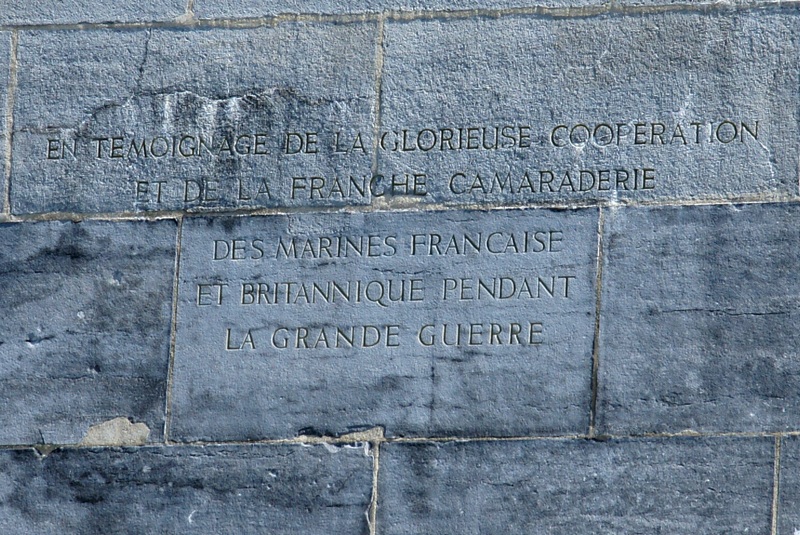 EN TEMOIGNAGE DE LA GLORIEUSE COOPERATION
ET DE LA FRANCHE CAMARADERIE
DES MARINES FRANCAISE
ET BRITANNIQUE PENDANT
LA GRANDE GUERRE